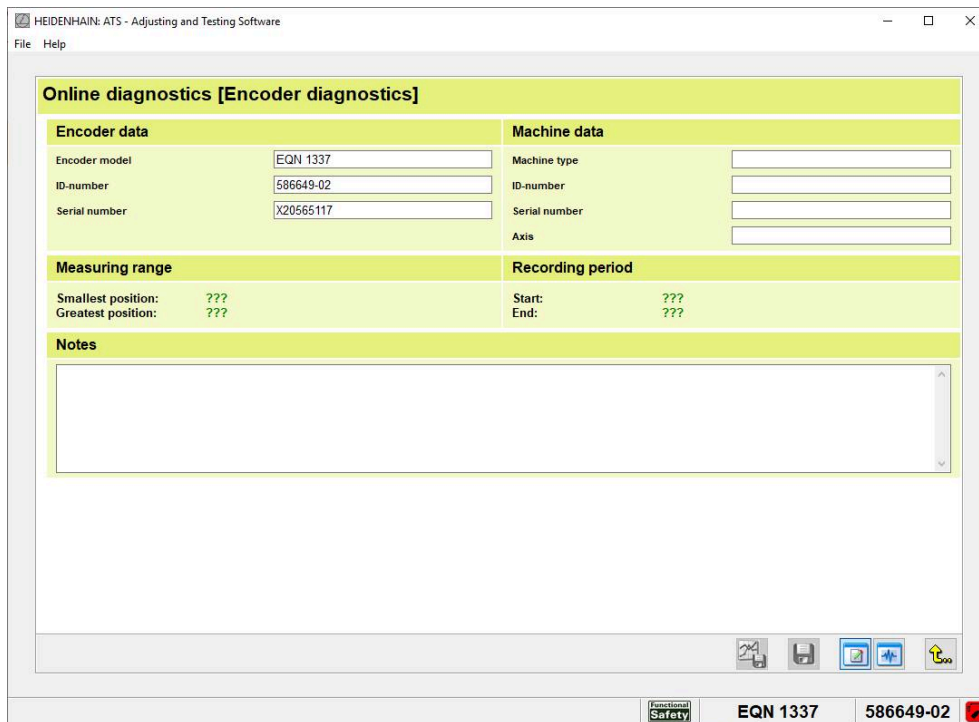 HEIDENHAIN: ATS - Adjusting and Testing Software
File Help
Online diagnostics [Encoder diagnostics]
Encoder data
Encoder model EQN 1337
ID-number 586649-02
Serial number X20565117
Machine data
Machine type
ID-number
Serial number
Axis
Measuring range
Smallest position: ???
Greatest position: ???
Recording period
Start: ???
End: ???
Notes
Functional
Safety
EQN 1337
586649-02